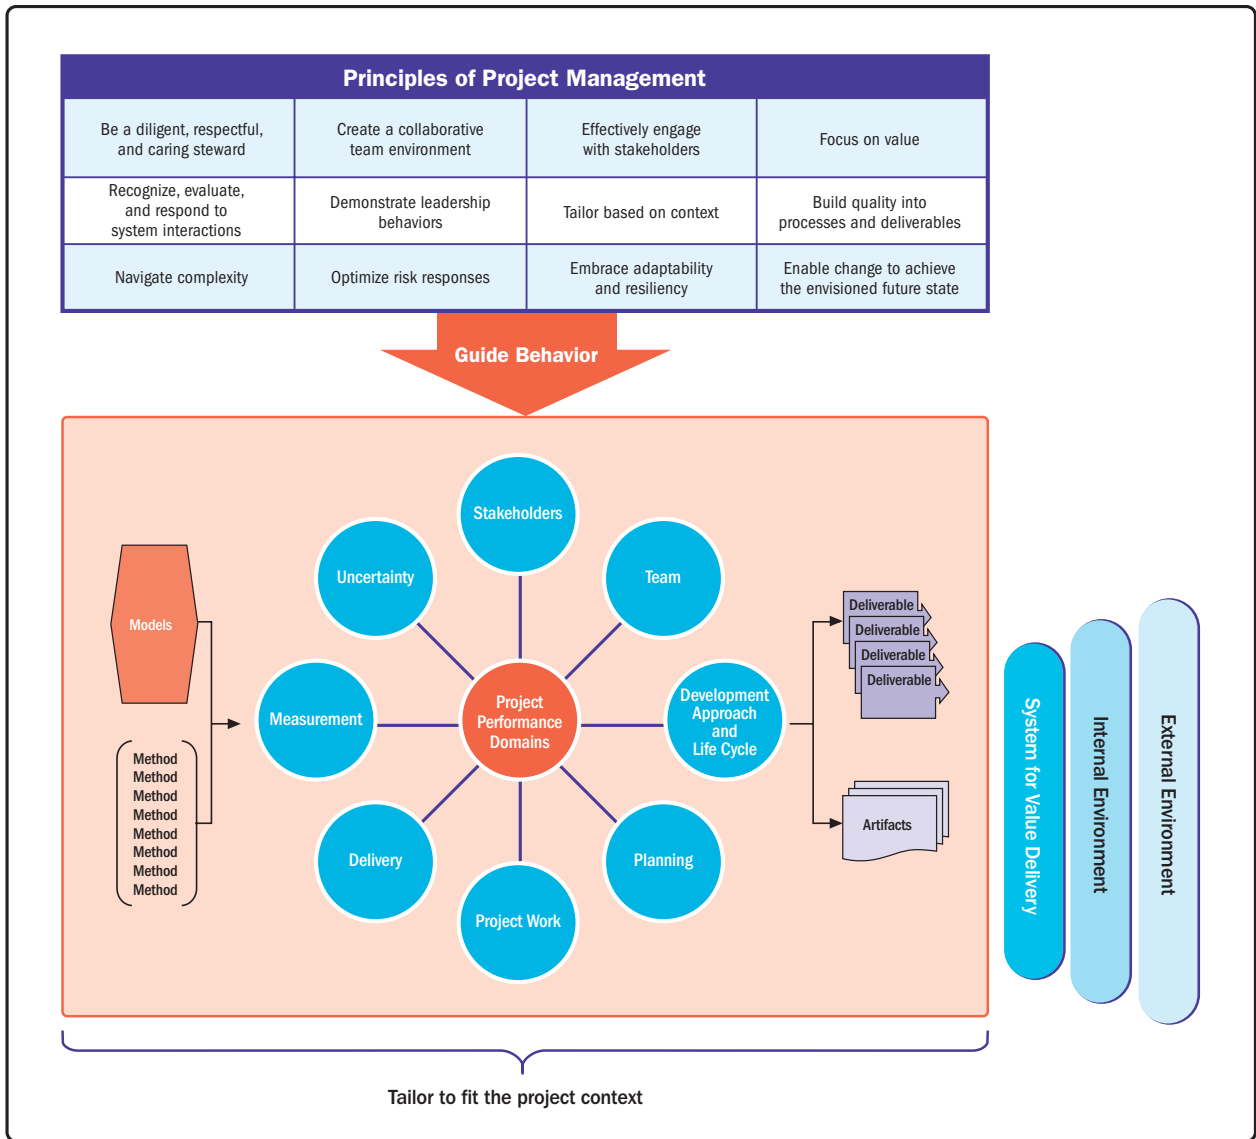 Principles of Project Management
Be a diligent, respectful,
and caring steward
Create a collaborative
team environment
Effectively engage
with stakeholders
Focus on value
Recognize, evaluate,
and respond to
system interactions
Demonstrate leadership
behaviors
Tailor based on context
Build quality into
processes and deliverables
Navigate complexity
Optimize risk responses
Embrace adaptability
and resiliency
Enable change to achieve
the envisioned future state
Guide Behavior
Stakeholders
Uncertainty
Team
Models
Measurement
Project
Performance
Domains
Development
Approach
and
Life Cycle
Deliverable
Deliverable
Deliverable
Deliverable
Method
Method
Method
Method
Method
Method
Method
Method
Delivery
Planning
Project Work
Artifacts
System for Value Delivery
Internal Environment
External Environment
Tailor to fit the project context